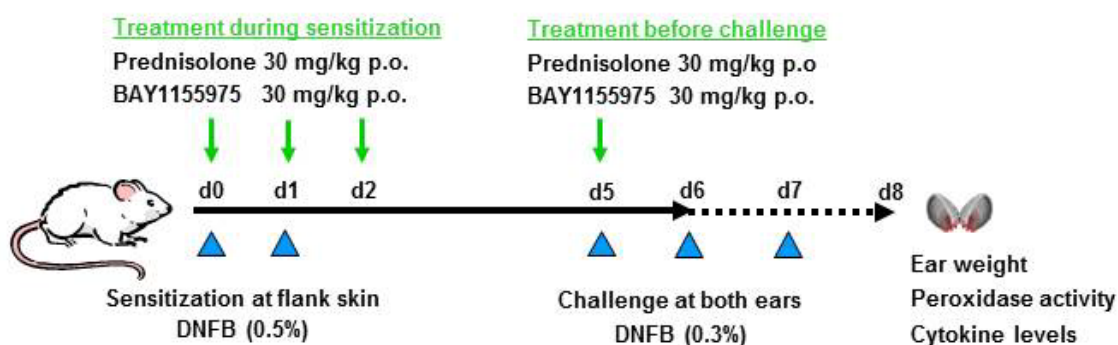 Treatment during sensitization
Prednisolone 30 mg/kg p.o.
BAY1155975 30 mg/kg p.o.
Treatment before challenge
Prednisolone 30 mg/kg p.o
BAY1155975 30 mg/kg p.o.
d0 d1 d2 d5 d6 d7 d8
Sensitization at flank skin
DNFB (0.5%)
Challenge at both ears
DNFB (0.3%)
Ear weight
Peroxidase activity
Cytokine levels